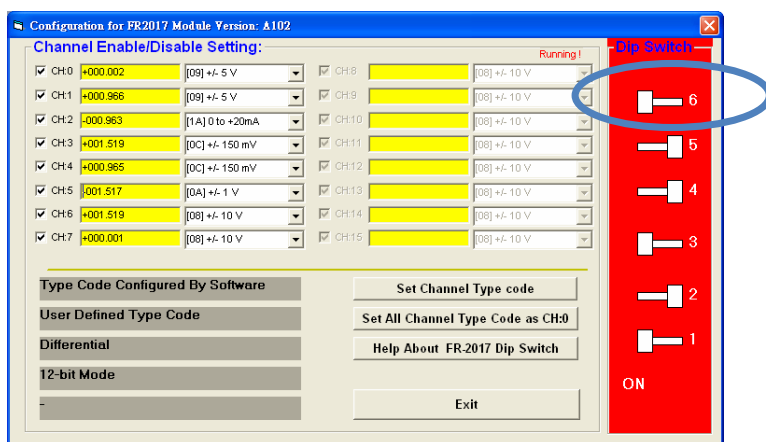 Configuration for FR2017 Module Version: A102
Channel Enable/Disable Setting:
Running !
Dip Switch
CH:0 +000.002 [09] +/- 5 V CH:8 [08] +/- 10 V
CH:1 +000.966 [09] +/- 5 V CH:9 [08] +/- 10 V
CH:2 -000.963 [1A] 0 to +20mA CH:10 [08] +/- 10 V
CH:3 +001.519 [0C] +/- 150 mV CH:11 [08] +/- 10 V
CH:4 +000.965 [0C] +/- 150 mV CH:12 [08] +/- 10 V
CH:5 -001.517 [0A] +/- 1 V CH:13 [08] +/- 10 V
CH:6 +001.519 [08] +/- 10 V CH:14 [08] +/- 10 V
CH:7 +000.001 [08] +/- 10 V CH:15 [08] +/- 10 V
6
5
4
3
2
1
ON
Type Code Configured By Software
User Defined Type Code
Differential
12-bit Mode
-
Set Channel Type code
Set All Channel Type Code as CH:0
Help About FR-2017 Dip Switch
Exit